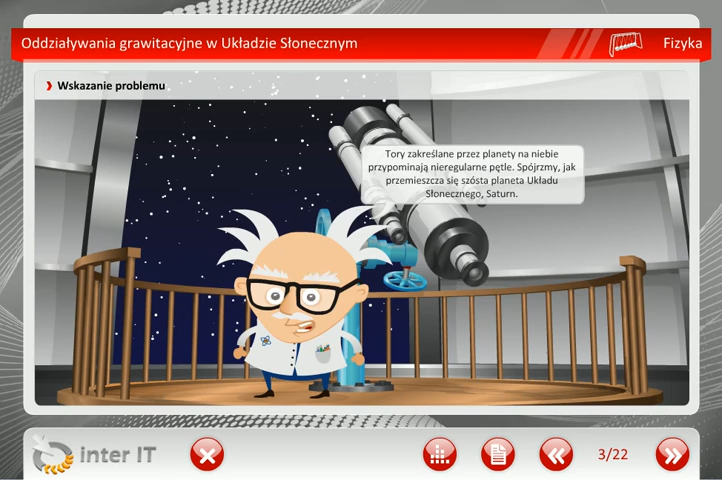 Oddziaływania grawitacyjne w Układzie Słonecznym
Fizyka
Wskazanie problemu
Tory zakreślane przez planety na niebie
przypominają nieregularne pętle. Spójrzmy, jak
przemieszcza się szósta planeta Układu
Słonecznego, Saturn.
inter IT
3/22